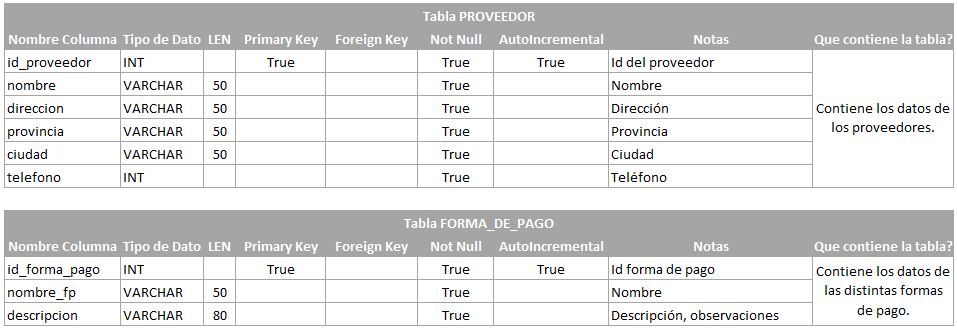 Tabla PROVEEDOR
Nombre Columna Tipo de Dato LEN Primary Key Foreign Key Not Null AutoIncremental Notas Que contiene la tabla?
id_proveedor INT True True True Id del proveedor
nombre VARCHAR 50 True Nombre
direccion VARCHAR 50 True Dirección
provincia VARCHAR 50 True Provincia
ciudad VARCHAR 50 True Ciudad
telefono INT True Teléfono
Contiene los datos de
los proveedores.
Tabla FORMA_DE_PAGO
Nombre Columna Tipo de Dato LEN Primary Key Foreign Key Not Null AutoIncremental Notas Que contiene la tabla?
id_forma_pago INT True True True Id forma de pago
nombre_fp VARCHAR 50 True Nombre
descripcion VARCHAR 80 True Descripción, observaciones
Contiene los datos de
las distintas formas
de pago.